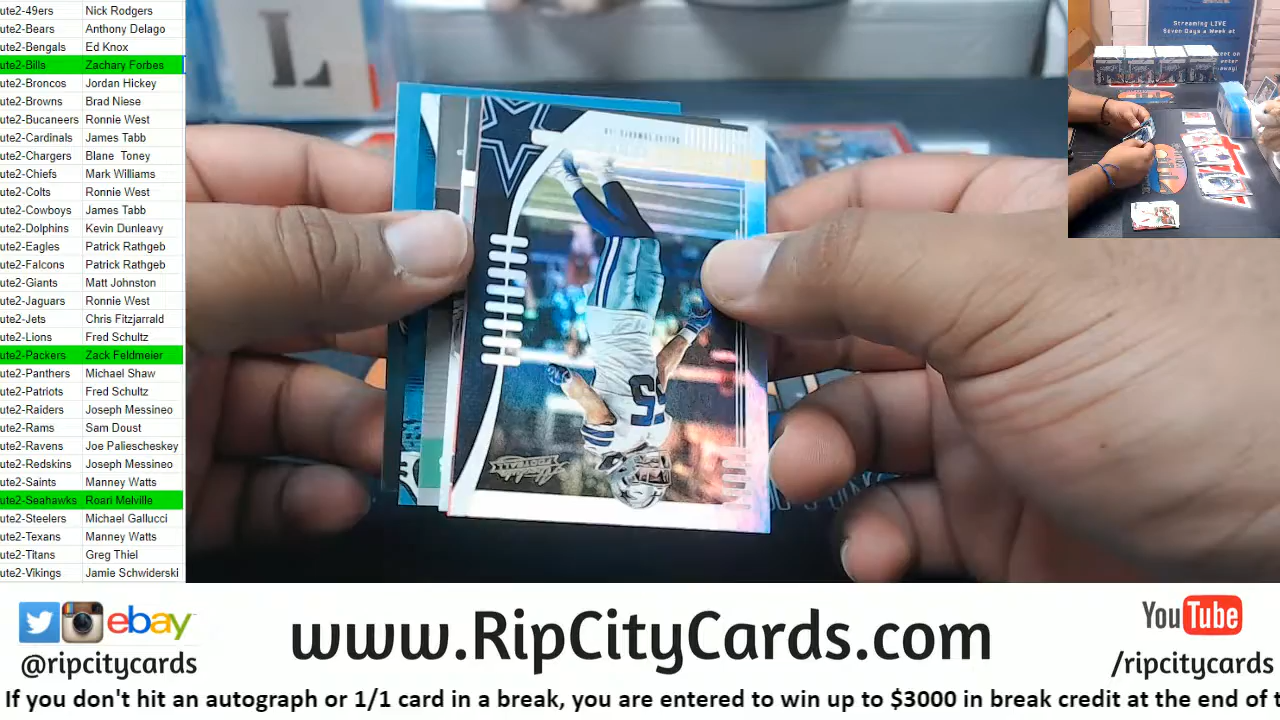 ute2-49ers Nick Rodgers
ute2-Bears Anthony Delago
ute2-Bengals Ed Knox
ute2-Bills Zachary Forbes
ute2-Broncos Jordan Hickey
ute2-Browns Brad Niese
ute2-Bucaneers Ronnie West
ute2-Cardinals James Tabb
ute2-Chargers Blane Toney
ute2-Chiefs Mark Williams
ute2-Colts Ronnie West
ute2-Cowboys James Tabb
ute2-Dolphins Kevin Dunleavy
ute2-Eagles Patrick Rathgeb
ute2-Falcons Patrick Rathgeb
ute2-Giants Matt Johnston
ute2-Jaguars Ronnie West
ute2-Jets Chris Fitzjarrald
ute2-Lions Fred Schultz
ute2-Packers Zack Feldmeier
ute2-Panthers Michael Shaw
ute2-Patriots Fred Schultz
ute2-Raiders Joseph Messineo
ute2-Rams Sam Doust
ute2-Ravens Joe Paliescheskey
ute2-Redskins Joseph Messineo
ute2-Saints Manney Watts
ute2-Seahawks Roari Melville
ute2-Steelers Michael Gallucci
ute2-Texans Manney Watts
ute2-Titans Greg Thiel
ute2-Vikings Jamie Schwiderski
L
Streaming LIVE
Seven Days a Week at
55
FOOTBALL
ebay
@ripcitycards
www.RipCityCards.com
YouTube
/ripcitycards
If you don't hit an autograph or 1/1 card in a break, you are entered to win up to $3000 in break credit at the end of t